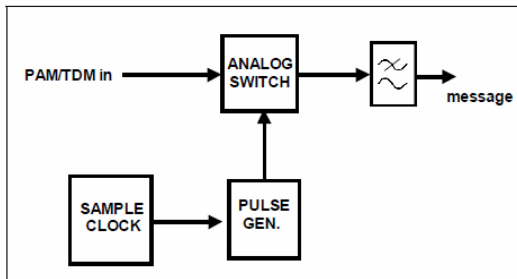 PAM/TDM in
ANALOG
SWITCH
message
SAMPLE
CLOCK
PULSE
GEN.